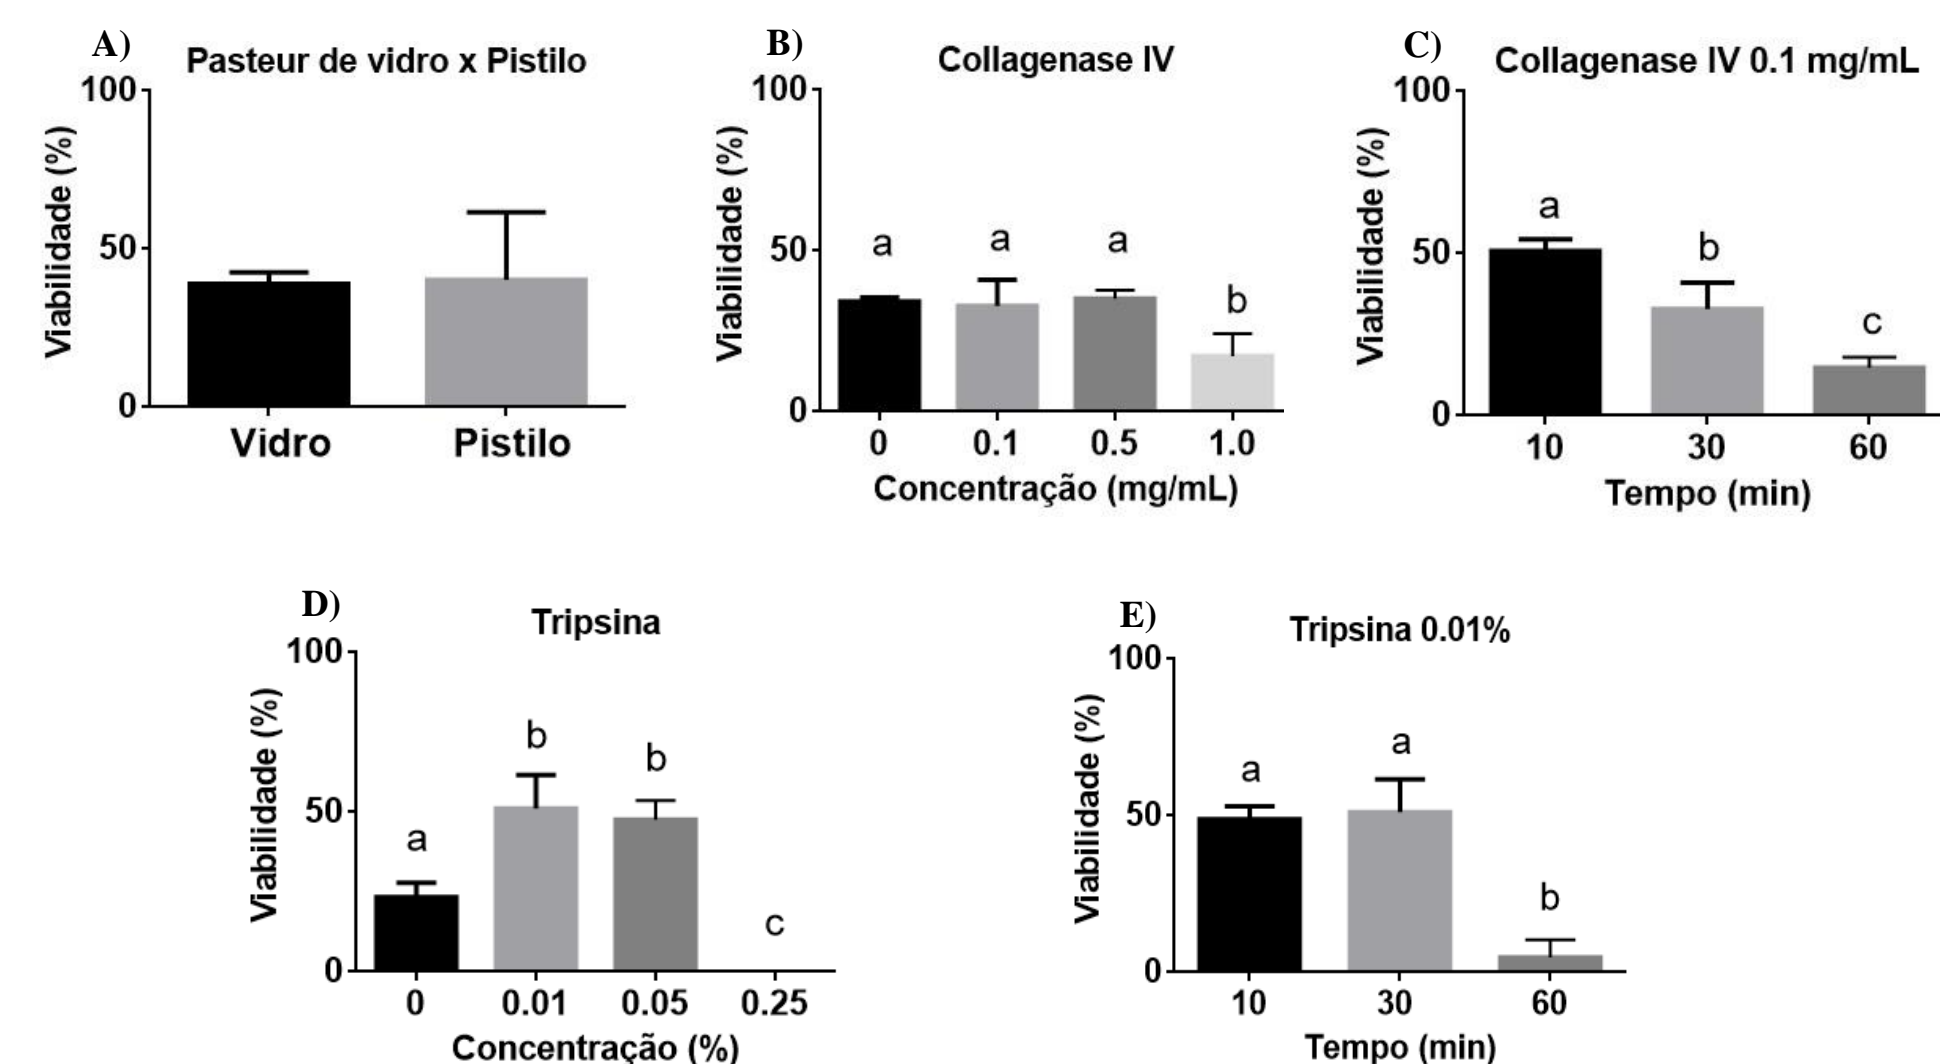 A)
Pasteur de vidro x Pistilo
100
50
0
Viabilidade (%)
Vidro Pistilo
B)
Collagenase IV
100
50
0
Viabilidade (%)
a a a b
0 0.1 0.5 1.0
Concentração (mg/mL)
C)
Collagenase IV 0.1 mg/mL
100
50
0
Viabilidade (%)
a b c
10 30 60
Tempo (min)
D)
Tripsina
100
50
0
Viabilidade (%)
a b b c
0 0.01 0.05 0.25
Concentração (%)
E)
Tripsina 0.01%
100
50
0
Viabilidade (%)
a a b
10 30 60
Tempo (min)